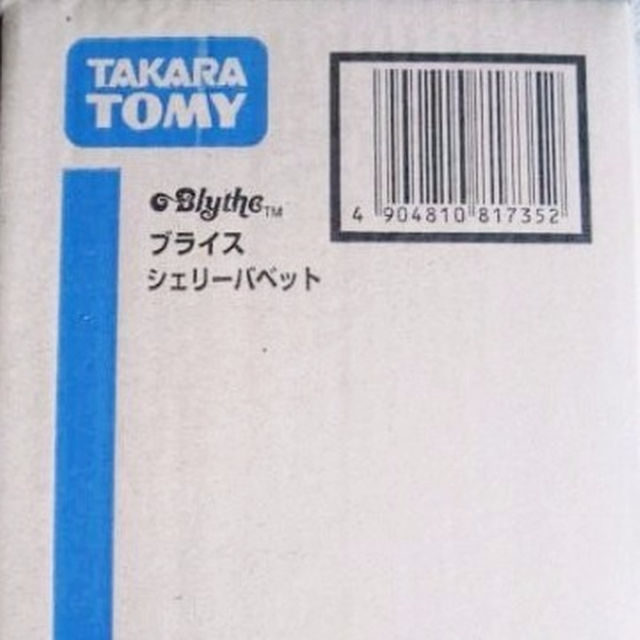 TAKARA
TOMY
Blythe TM
ブライス
シェリーバベット
4 904810 817352